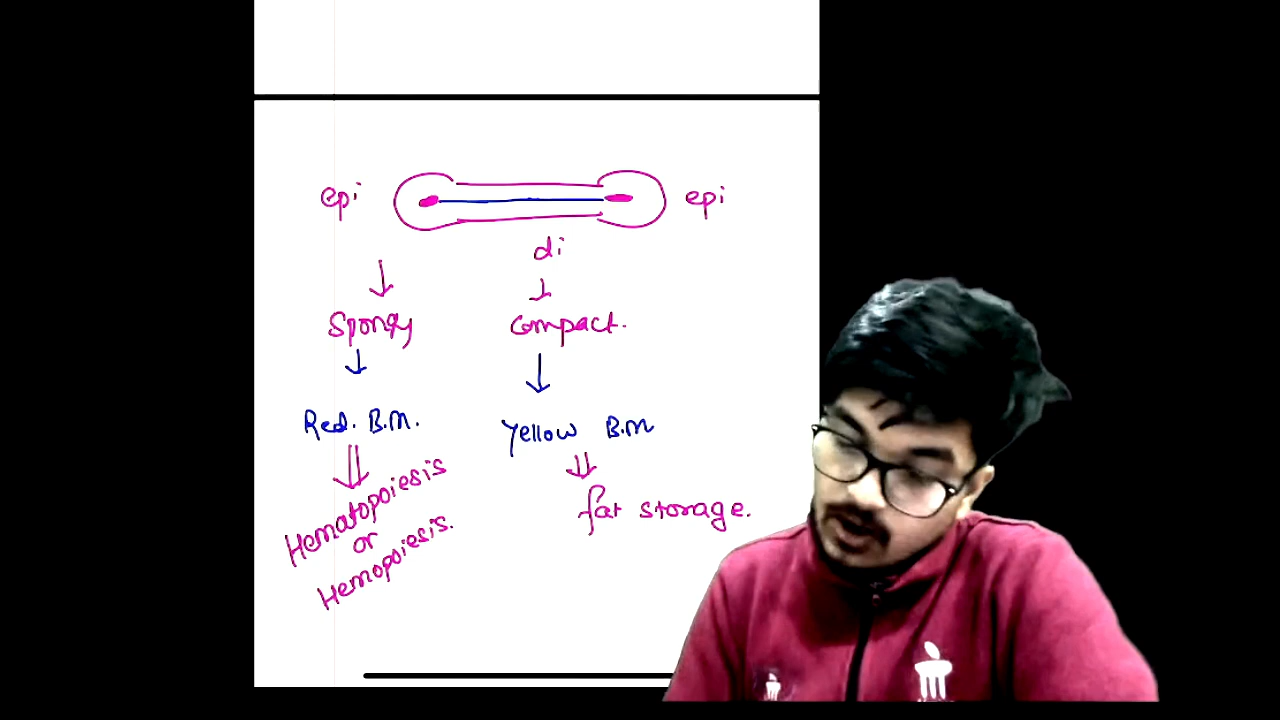 epi epi
di
Spongy Compact.
Red. B.M. Yellow B.M
Hematopoiesis fat storage.
or
Hemopoiesis.